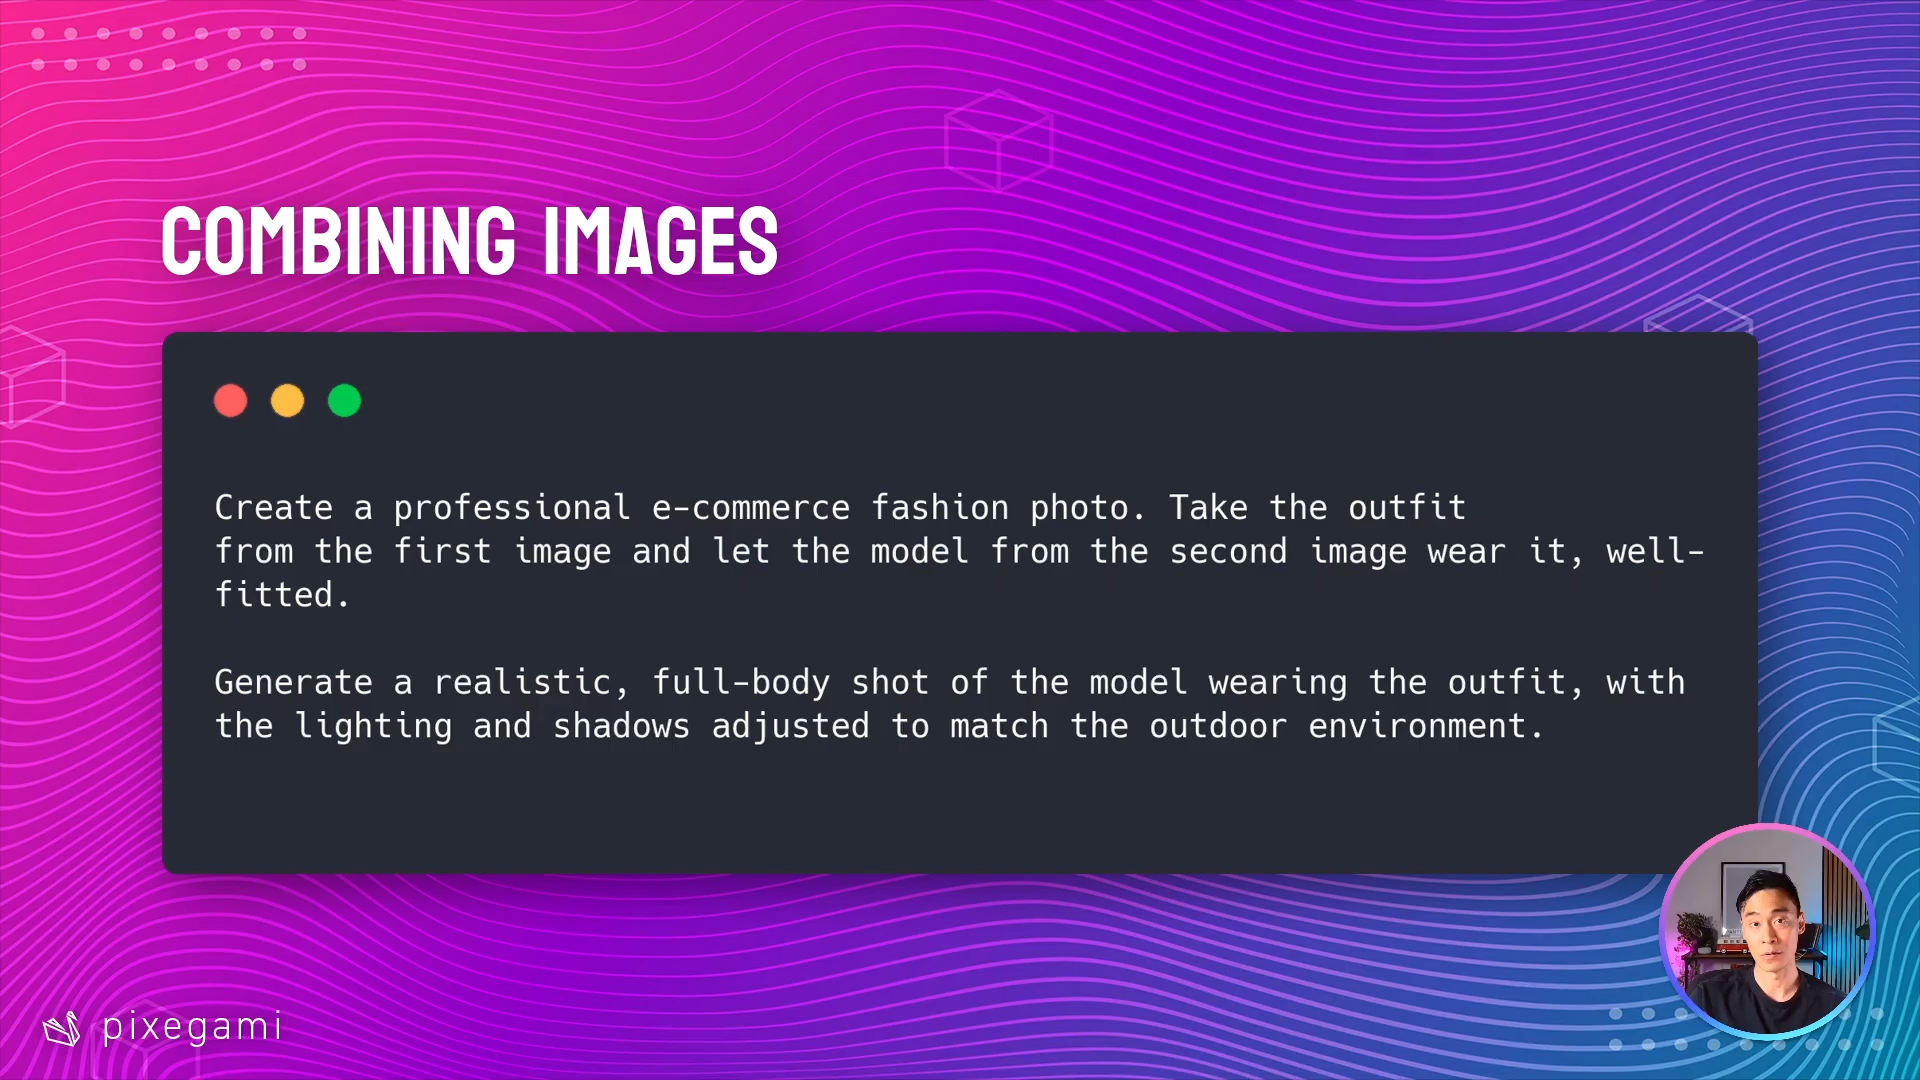 COMBINING IMAGES
Create a professional e-commerce fashion photo. Take the outfit
from the first image and let the model from the second image wear it, well-
fitted.
Generate a realistic, full-body shot of the model wearing the outfit, with
the lighting and shadows adjusted to match the outdoor environment.
pixegami